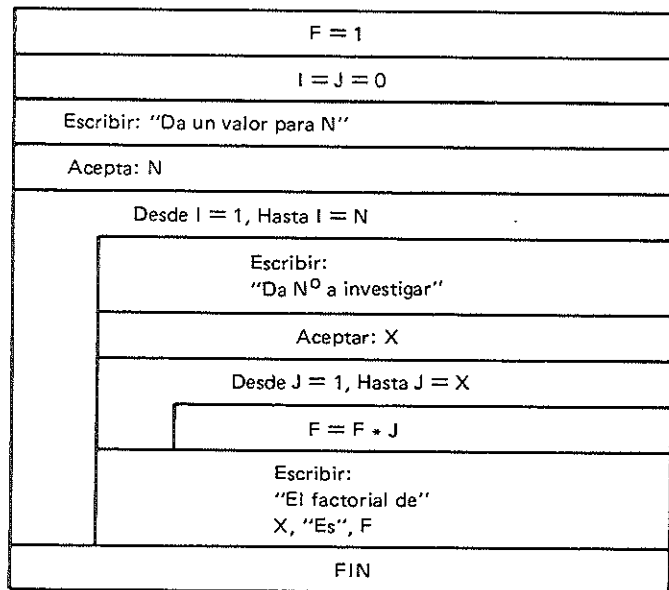 F = 1
I = J = 0
Escribir: "Da un valor para N"
Acepta: N
Desde I = 1, Hasta I = N
Escribir:
"Da Nº a investigar"
Aceptar: X
Desde J = 1, Hasta J = X
F = F * J
Escribir:
"El factorial de"
X, "Es", F
FIN